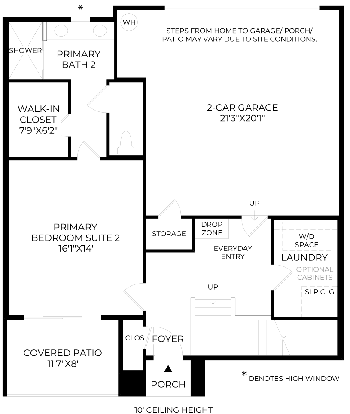 *
WH
STEPS FROM HOME TO GARAGE/ PORCH/
PATIO MAY VARY DUE TO SITE CONDITIONS.
SHOWER
PRIMARY
BATH 2
WALK-IN
CLOSET
7'9"X6'2"
2-CAR GARAGE
21'3"X20'1"
UP
STORAGE
DROP
ZONE
PRIMARY
BEDROOM SUITE 2
16'1"X14'
EVERYDAY
ENTRY
W/D
SPACE
LAUNDRY
OPTIONAL
CABINETS
UP
SLPCLG
CLOS
FOYER
COVERED PATIO
11'7"X8'
PORCH
* DENOTES HIGH WINDOW
10' CEILING HEIGHT